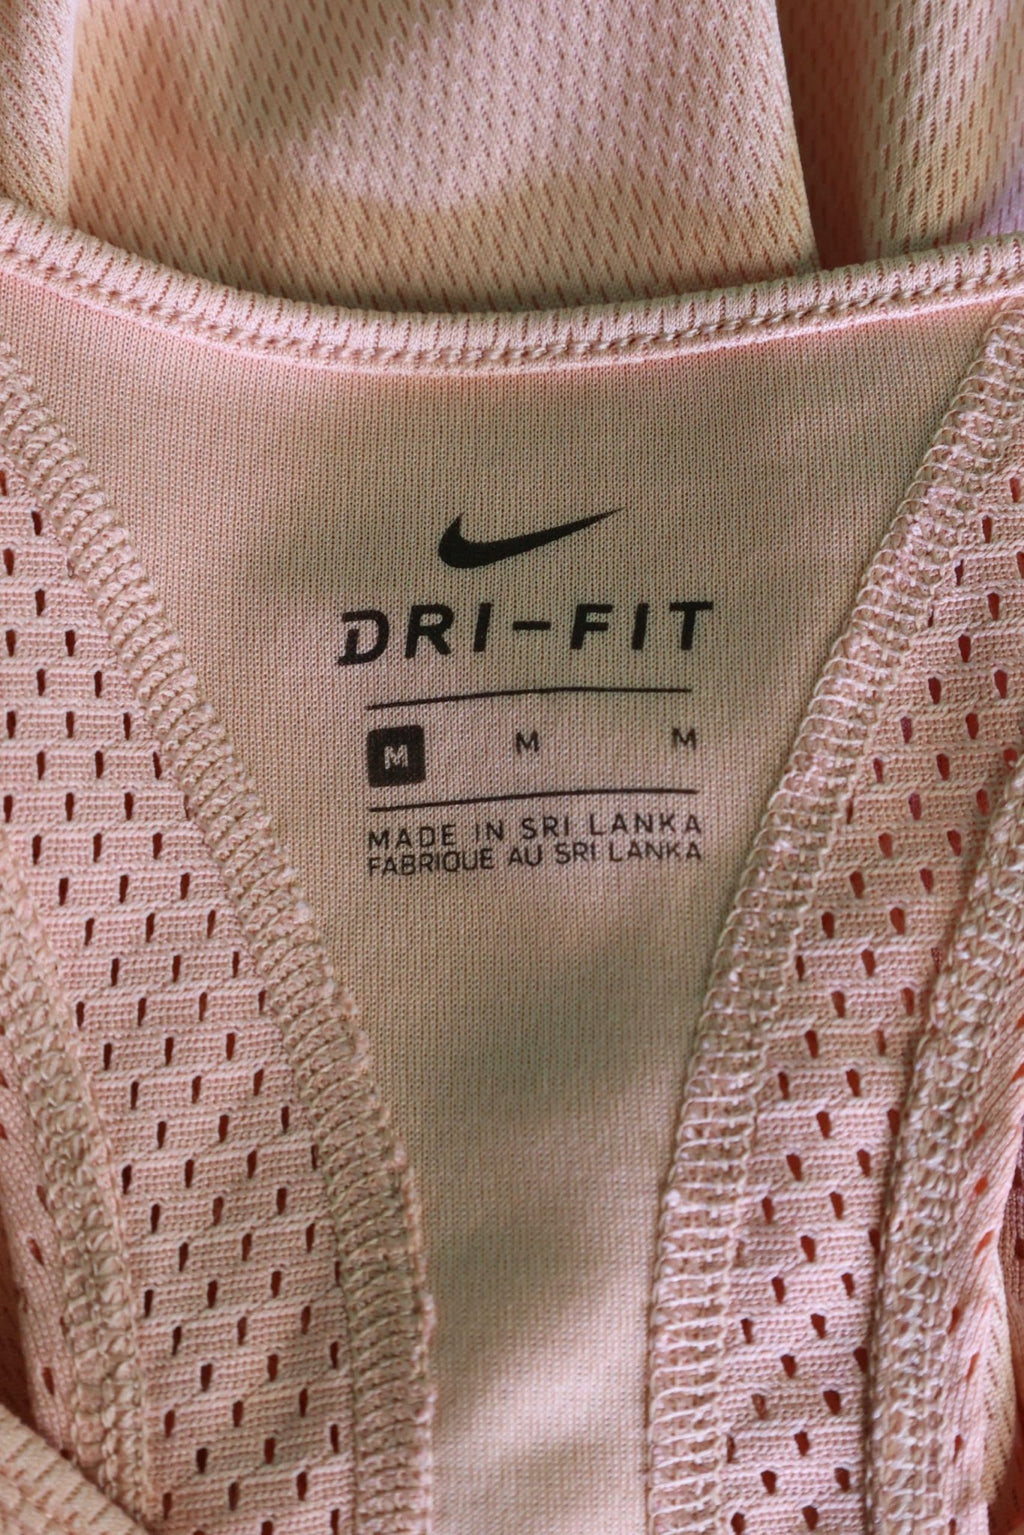 DRI-FIT
M M M
MADE IN SRI LANKA
FABRIQUE AU SRI LANKA